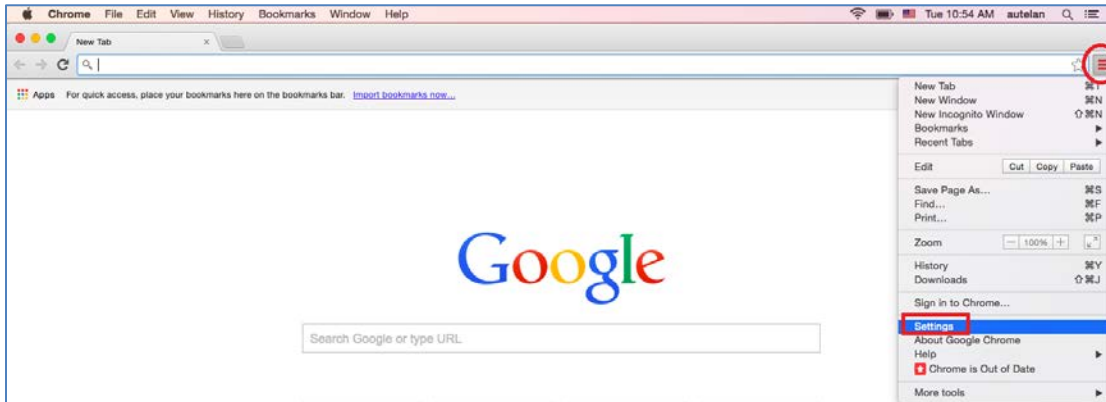 Chrome File Edit View History Bookmarks Window Help Tue 10:54 AM autelan
New Tab
Apps For quick access, place your bookmarks here on the bookmarks bar. Import bookmarks now...
Google
Search Google or type URL
New Tab ⌘T
New Window ⌘N
New Incognito Window ⇧⌘N
Bookmarks
Recent Tabs
Edit Cut Copy Paste
Save Page As... ⌘S
Find... ⌘F
Print... ⌘P
Zoom − 100% +
History ⌘Y
Downloads ⇧⌘J
Sign in to Chrome...
Settings
About Google Chrome
Help
Chrome is Out of Date
More tools